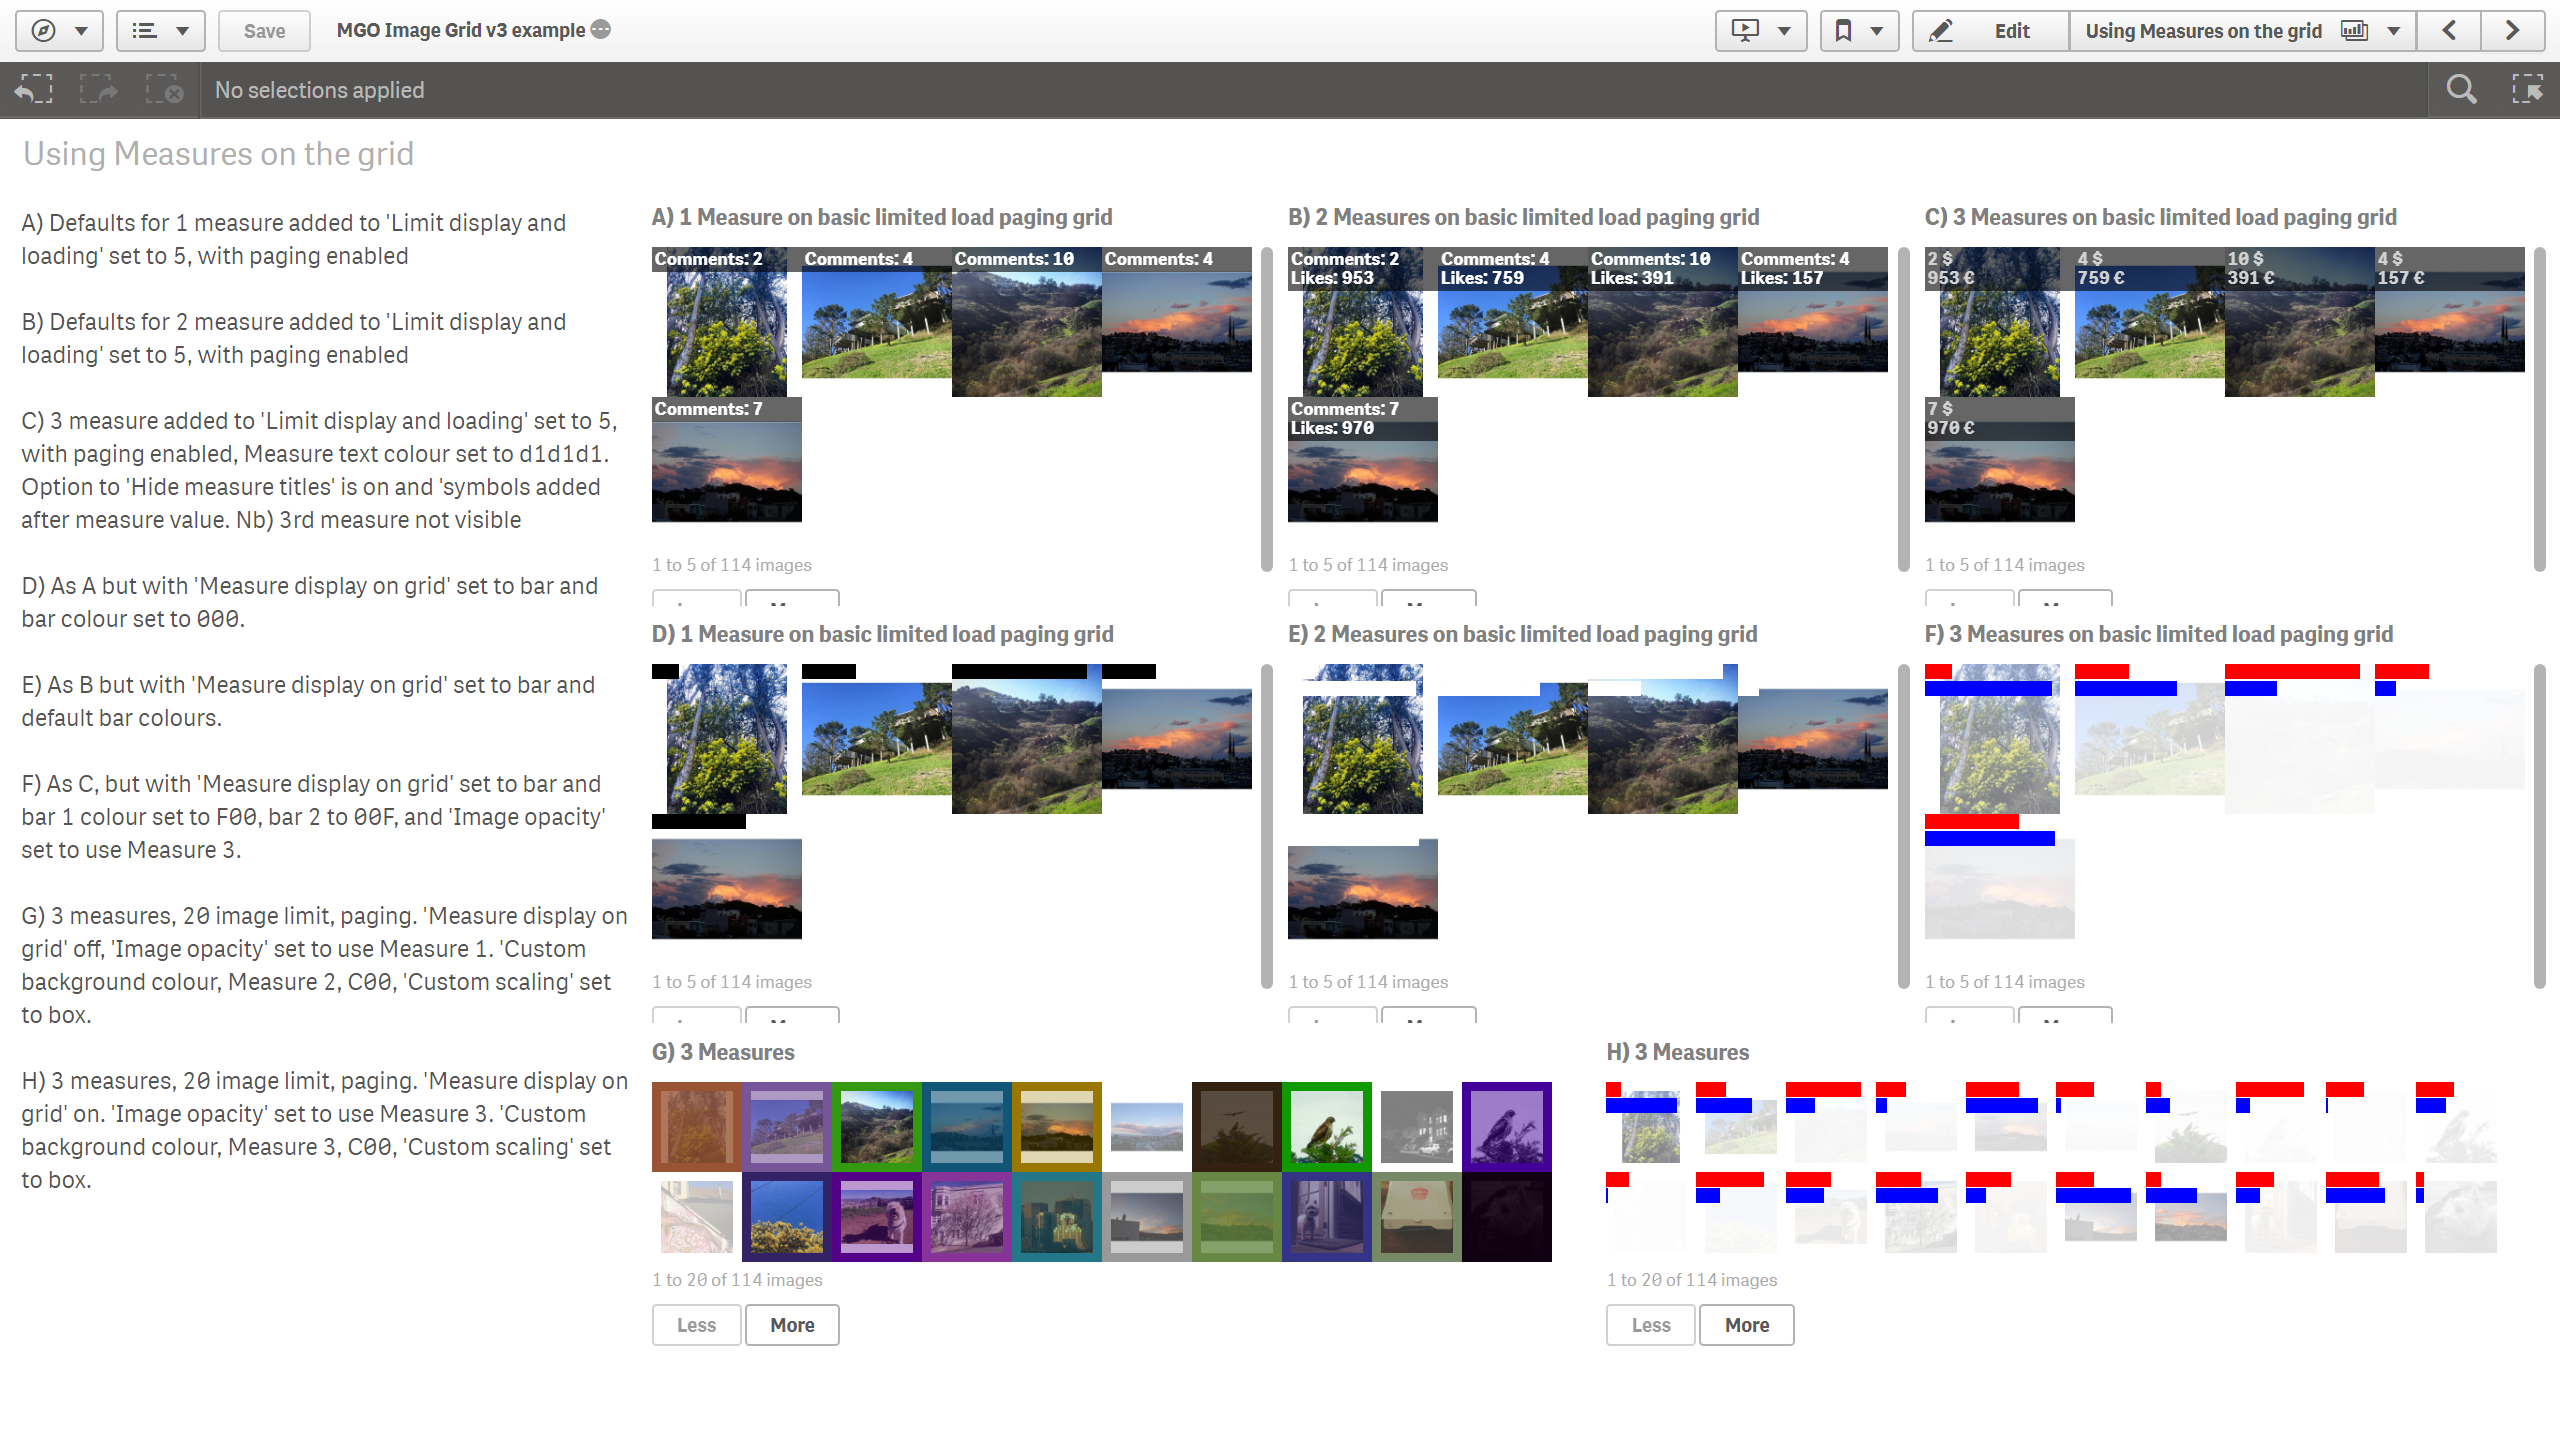 Save
MGO Image Grid v3 example
Edit
Using Measures on the grid
No selections applied
Using Measures on the grid
A) Defaults for 1 measure added to 'Limit display and
loading' set to 5, with paging enabled
B) Defaults for 2 measure added to 'Limit display and
loading' set to 5, with paging enabled
C) 3 measure added to 'Limit display and loading' set to 5,
with paging enabled, Measure text colour set to d1d1d1.
Option to 'Hide measure titles' is on and 'symbols added
after measure value. Nb) 3rd measure not visible
D) As A but with 'Measure display on grid' set to bar and
bar colour set to 000.
E) As B but with 'Measure display on grid' set to bar and
default bar colours.
F) As C, but with 'Measure display on grid' set to bar and
bar 1 colour set to F00, bar 2 to 00F, and 'Image opacity'
set to use Measure 3.
G) 3 measures, 20 image limit, paging. 'Measure display on
grid' off, 'Image opacity' set to use Measure 1. 'Custom
background colour, Measure 2, C00, 'Custom scaling' set
to box.
H) 3 measures, 20 image limit, paging. 'Measure display on
grid' on. 'Image opacity' set to use Measure 3. 'Custom
background colour, Measure 3, C00, 'Custom scaling' set
to box.
A) 1 Measure on basic limited load paging grid
Comments: 2
Comments: 4
Comments: 10
Comments: 4
Comments: 7
1 to 5 of 114 images
B) 2 Measures on basic limited load paging grid
Comments: 2
Likes: 953
Comments: 4
Likes: 759
Comments: 10
Likes: 391
Comments: 4
Likes: 157
Comments: 7
Likes: 970
1 to 5 of 114 images
C) 3 Measures on basic limited load paging grid
2 $
953 €
4 $
759 €
10 $
391 €
4 $
157 €
7 $
970 €
1 to 5 of 114 images
D) 1 Measure on basic limited load paging grid
1 to 5 of 114 images
E) 2 Measures on basic limited load paging grid
1 to 5 of 114 images
F) 3 Measures on basic limited load paging grid
1 to 5 of 114 images
G) 3 Measures
1 to 20 of 114 images
Less
More
H) 3 Measures
1 to 20 of 114 images
Less
More